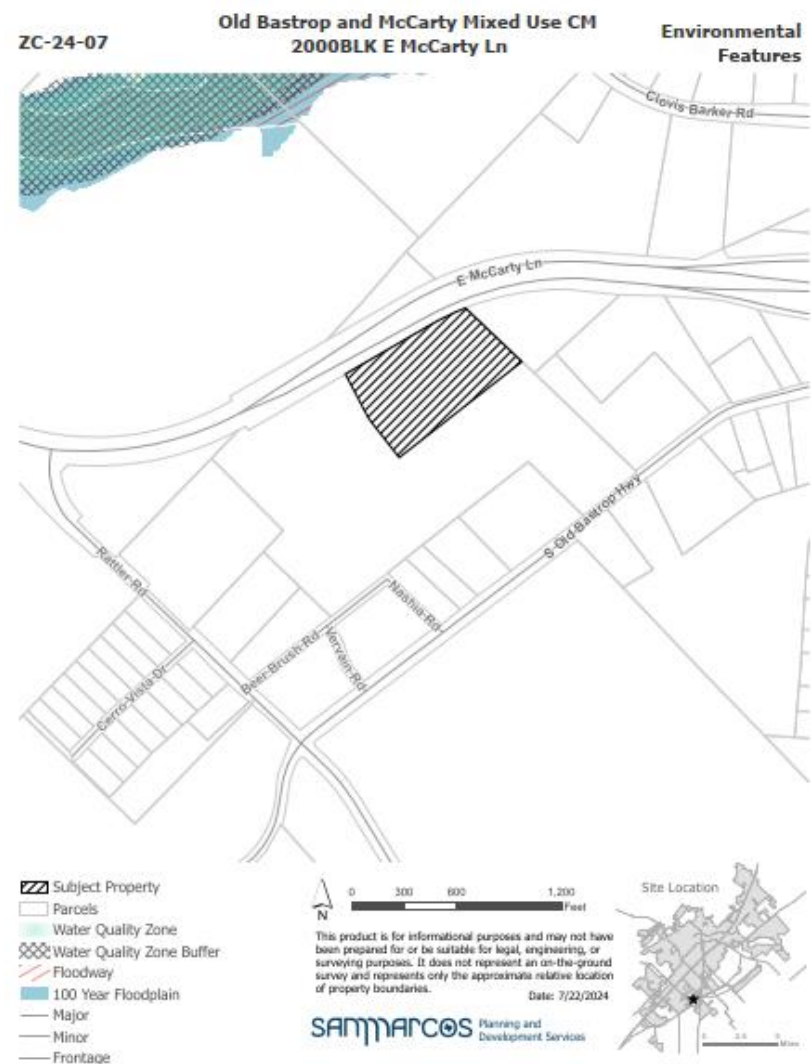 ZC-24-07
Old Bastrop and McCarty Mixed Use CM
2000BLK E McCarty Ln
Environmental
Features
Clovis Barker Rd
E McCarty Ln
S Old Bastrop Hwy
Rattler Rd
Nashia Rd
Beer Brush Rd
Vervain Rd
Cerro Vista Dr
Subject Property
Parcels
Water Quality Zone
Water Quality Zone Buffer
Floodway
100 Year Floodplain
Major
Minor
Frontage
N
0 300 600 1,200
Feet
This product is for informational purposes and may not have
been prepared for or be suitable for legal, engineering, or
surveying purposes. It does not represent an on-the-ground
survey and represents only the approximate relative location
of property boundaries.
Date: 7/22/2024
SANMARCOS Planning and
Development Services
Site Location